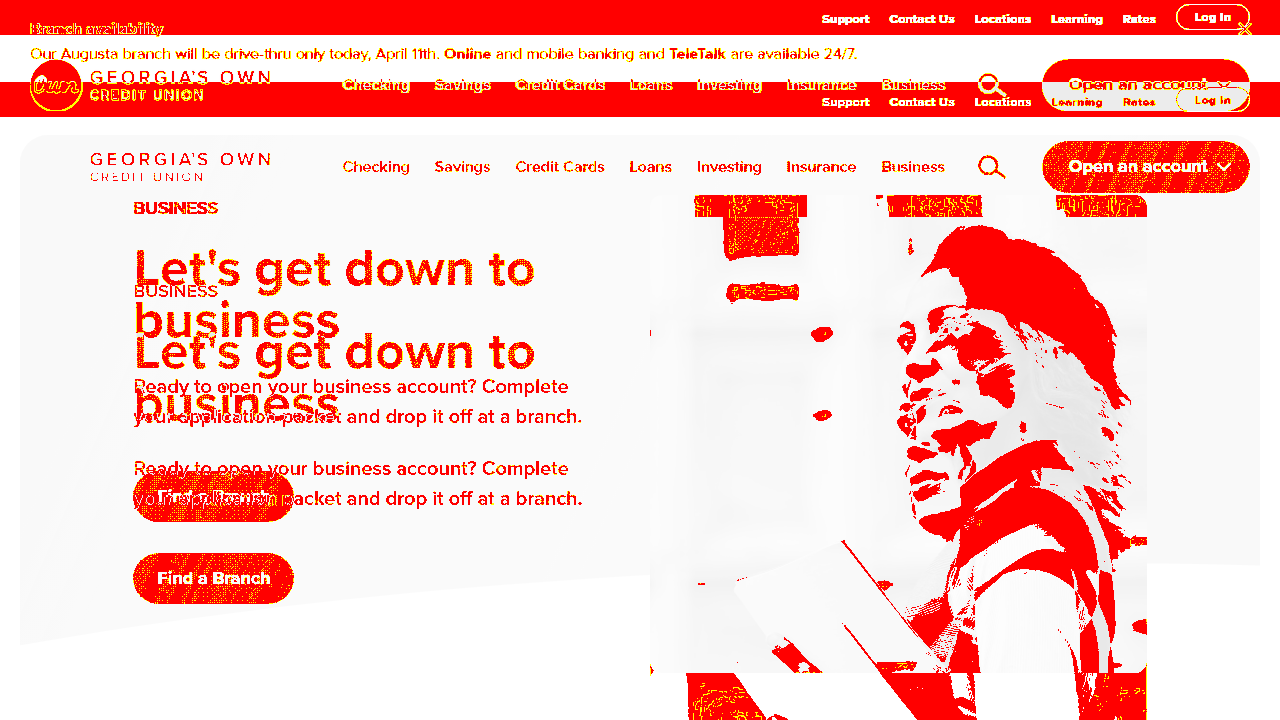 Support Contact Us Locations Learning Rates Log In
Branch availability
Our Augusta branch will be drive-thru only today, April 11th. Online and mobile banking and TeleTalk are available 24/7.
Own GEORGIA'S OWN
CREDIT UNION
Checking Savings Credit Cards Loans Investing Insurance Business Open an account
Support Contact Us Locations Learning Rates Log In
GEORGIA'S OWN
CREDIT UNION
Checking Savings Credit Cards Loans Investing Insurance Business Open an account
BUSINESS
Let's get down to
BUSINESS
business
Let's get down to
Ready to open your business account? Complete
business
your application packet and drop it off at a branch.
Ready to open your business account? Complete
Find a Branch
your application packet and drop it off at a branch.
Find a Branch